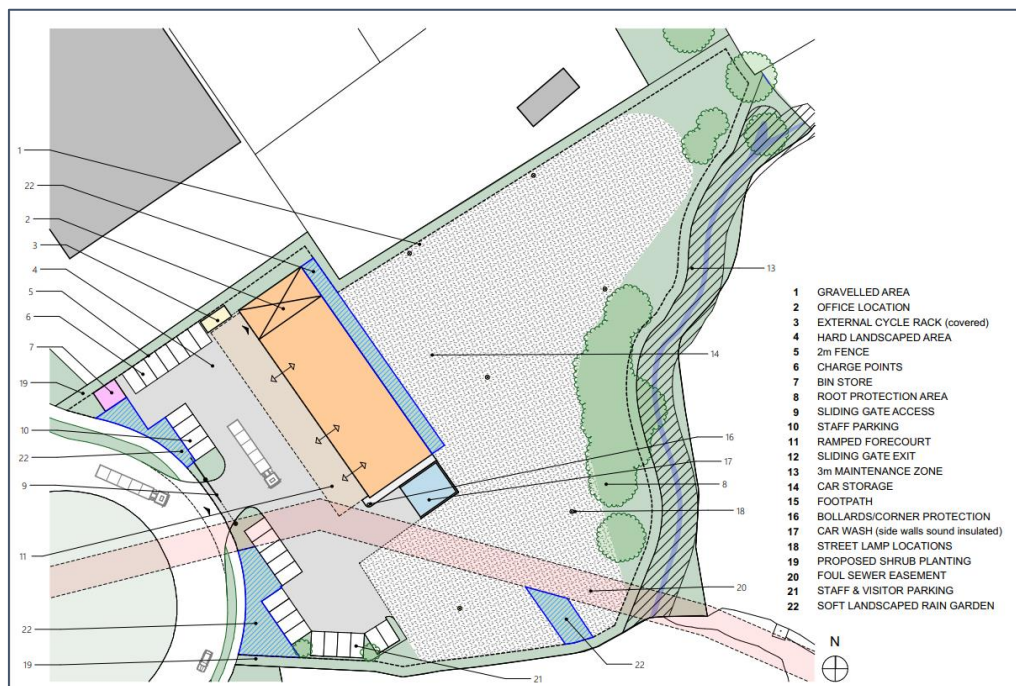 1
22
2
3
4
5
6
7
19
10
22
9
11
22
19
13
14
16
17
8
18
20
22
21
1 GRAVELLED AREA
2 OFFICE LOCATION
3 EXTERNAL CYCLE RACK (covered)
4 HARD LANDSCAPED AREA
5 2m FENCE
6 CHARGE POINTS
7 BIN STORE
8 ROOT PROTECTION AREA
9 SLIDING GATE ACCESS
10 STAFF PARKING
11 RAMPED FORECOURT
12 SLIDING GATE EXIT
13 3m MAINTENANCE ZONE
14 CAR STORAGE
15 FOOTPATH
16 BOLLARDS/CORNER PROTECTION
17 CAR WASH (side walls sound insulated)
18 STREET LAMP LOCATIONS
19 PROPOSED SHRUB PLANTING
20 FOUL SEWER EASEMENT
21 STAFF & VISITOR PARKING
22 SOFT LANDSCAPED RAIN GARDEN
N